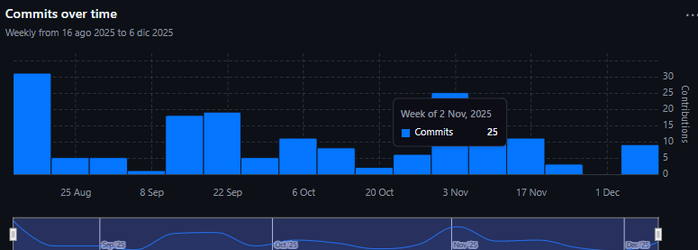 Commits over time
Weekly from 16 ago 2025 to 6 dic 2025
30
25
20
15
10
5
0
Contributions
Week of 2 Nov, 2025
Commits 25
25 Aug 8 Sep 22 Sep 6 Oct 20 Oct 3 Nov 17 Nov 1 Dec
Sep '25 Oct '25 Nov '25 Dec '25